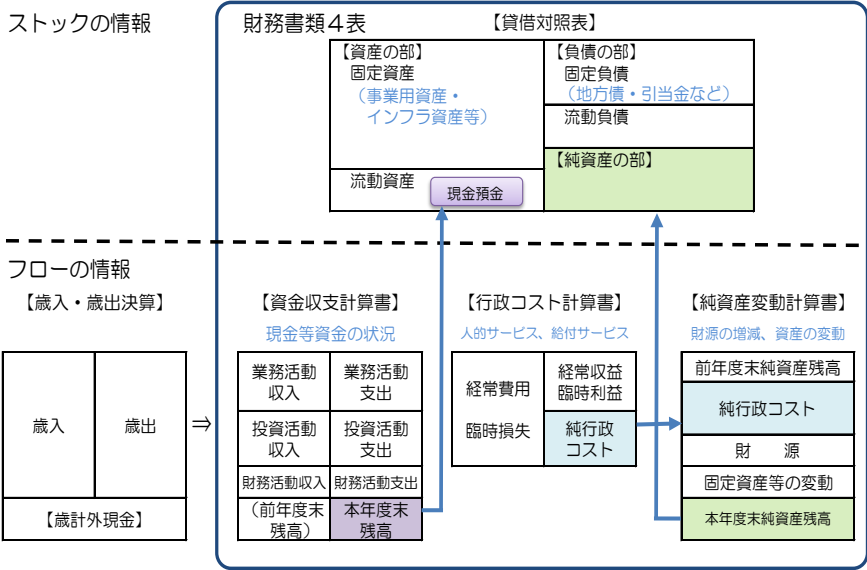 ストックの情報
財務書類４表
【貸借対照表】
【資産の部】
固定資産
（事業用資産・
インフラ資産等）
流動資産
現金預金
【負債の部】
固定負債
（地方債・引当金など）
流動負債
【純資産の部】
フローの情報
【歳入・歳出決算】
歳入
歳出
【歳計外現金】
⇒
【資金収支計算書】
現金等資金の状況
業務活動
収入
業務活動
支出
投資活動
収入
投資活動
支出
財務活動収入
財務活動支出
（前年度末
残高）
本年度末
残高
【行政コスト計算書】
人的サービス、給付サービス
経常費用
臨時損失
経常収益
臨時利益
純行政
コスト
【純資産変動計算書】
財源の増減、資産の変動
前年度末純資産残高
純行政コスト
財　　源
固定資産等の変動
本年度末純資産残高